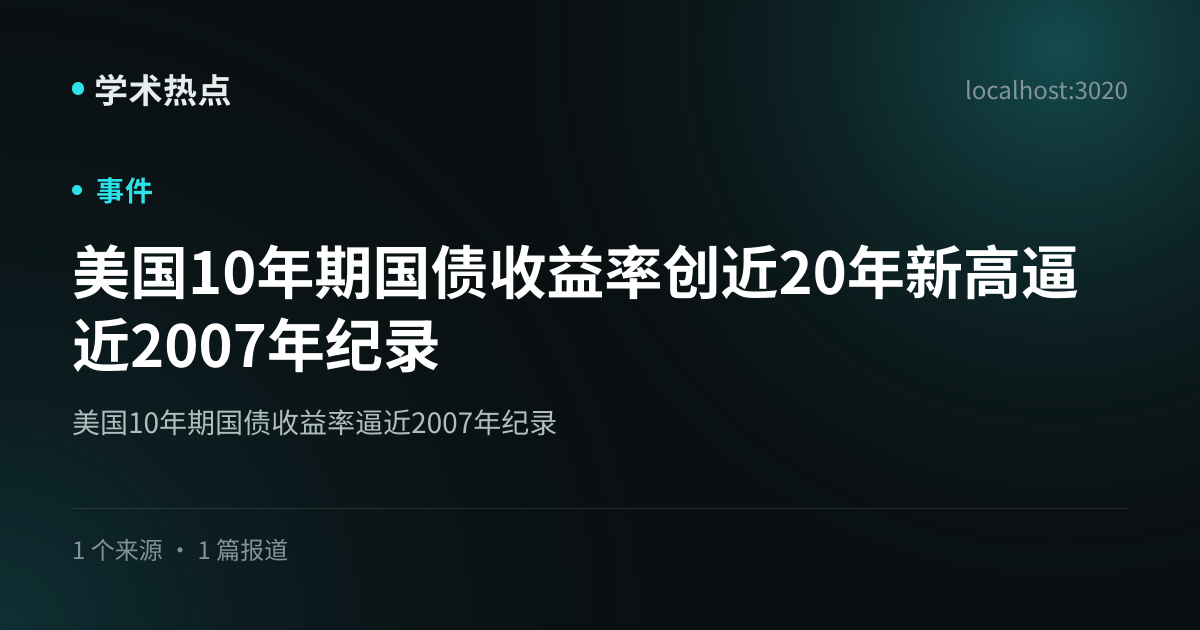 学术热点
localhost:3020
事件
美国10年期国债收益率创近20年新高逼
近2007年纪录
美国10年期国债收益率逼近2007年纪录
1 个来源 · 1 篇报道